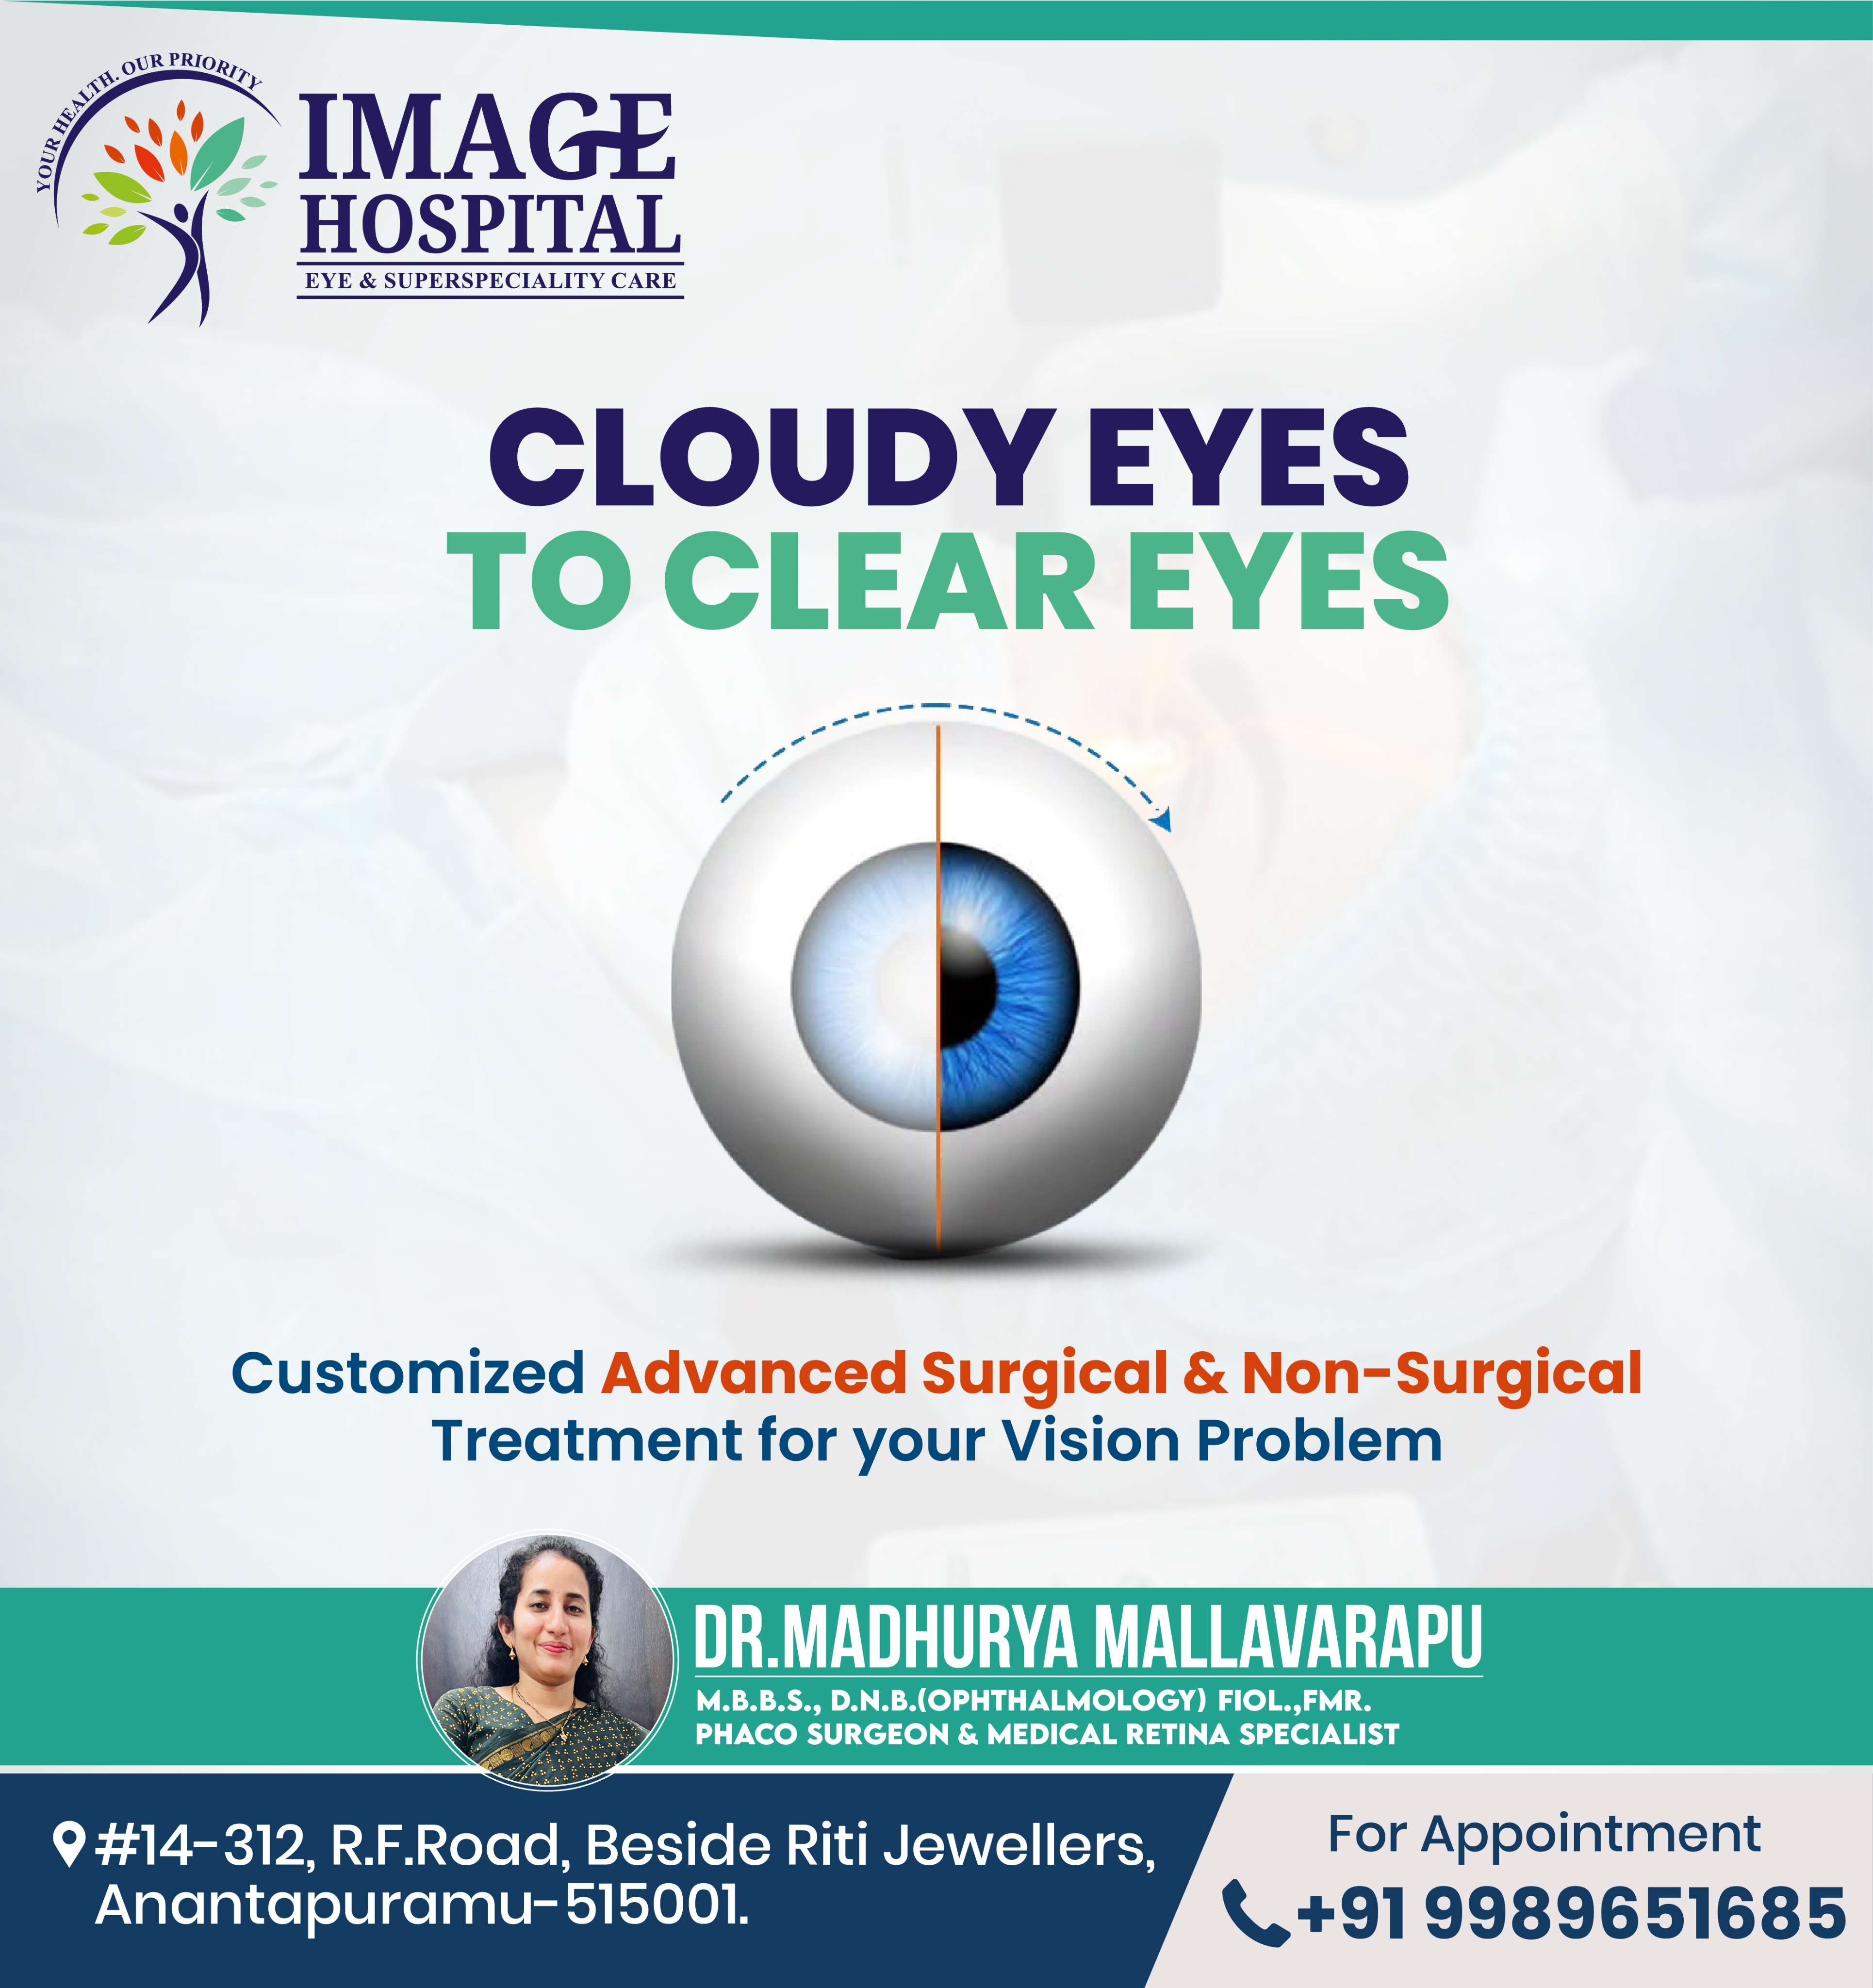 YOUR HEALTH. OUR PRIORITY
IMAGE
HOSPITAL
EYE & SUPERSPECIALITY CARE
CLOUDY EYES
TO CLEAR EYES
Customized Advanced Surgical & Non-Surgical
Treatment for your Vision Problem
DR.MADHURYA MALLAVARAPU
M.B.B.S., D.N.B.(OPHTHALMOLOGY) FIOL.,FMR.
PHACO SURGEON & MEDICAL RETINA SPECIALIST
#14-312, R.F.Road, Beside Riti Jewellers,
Anantapuramu-515001.
For Appointment
+91 9989651685